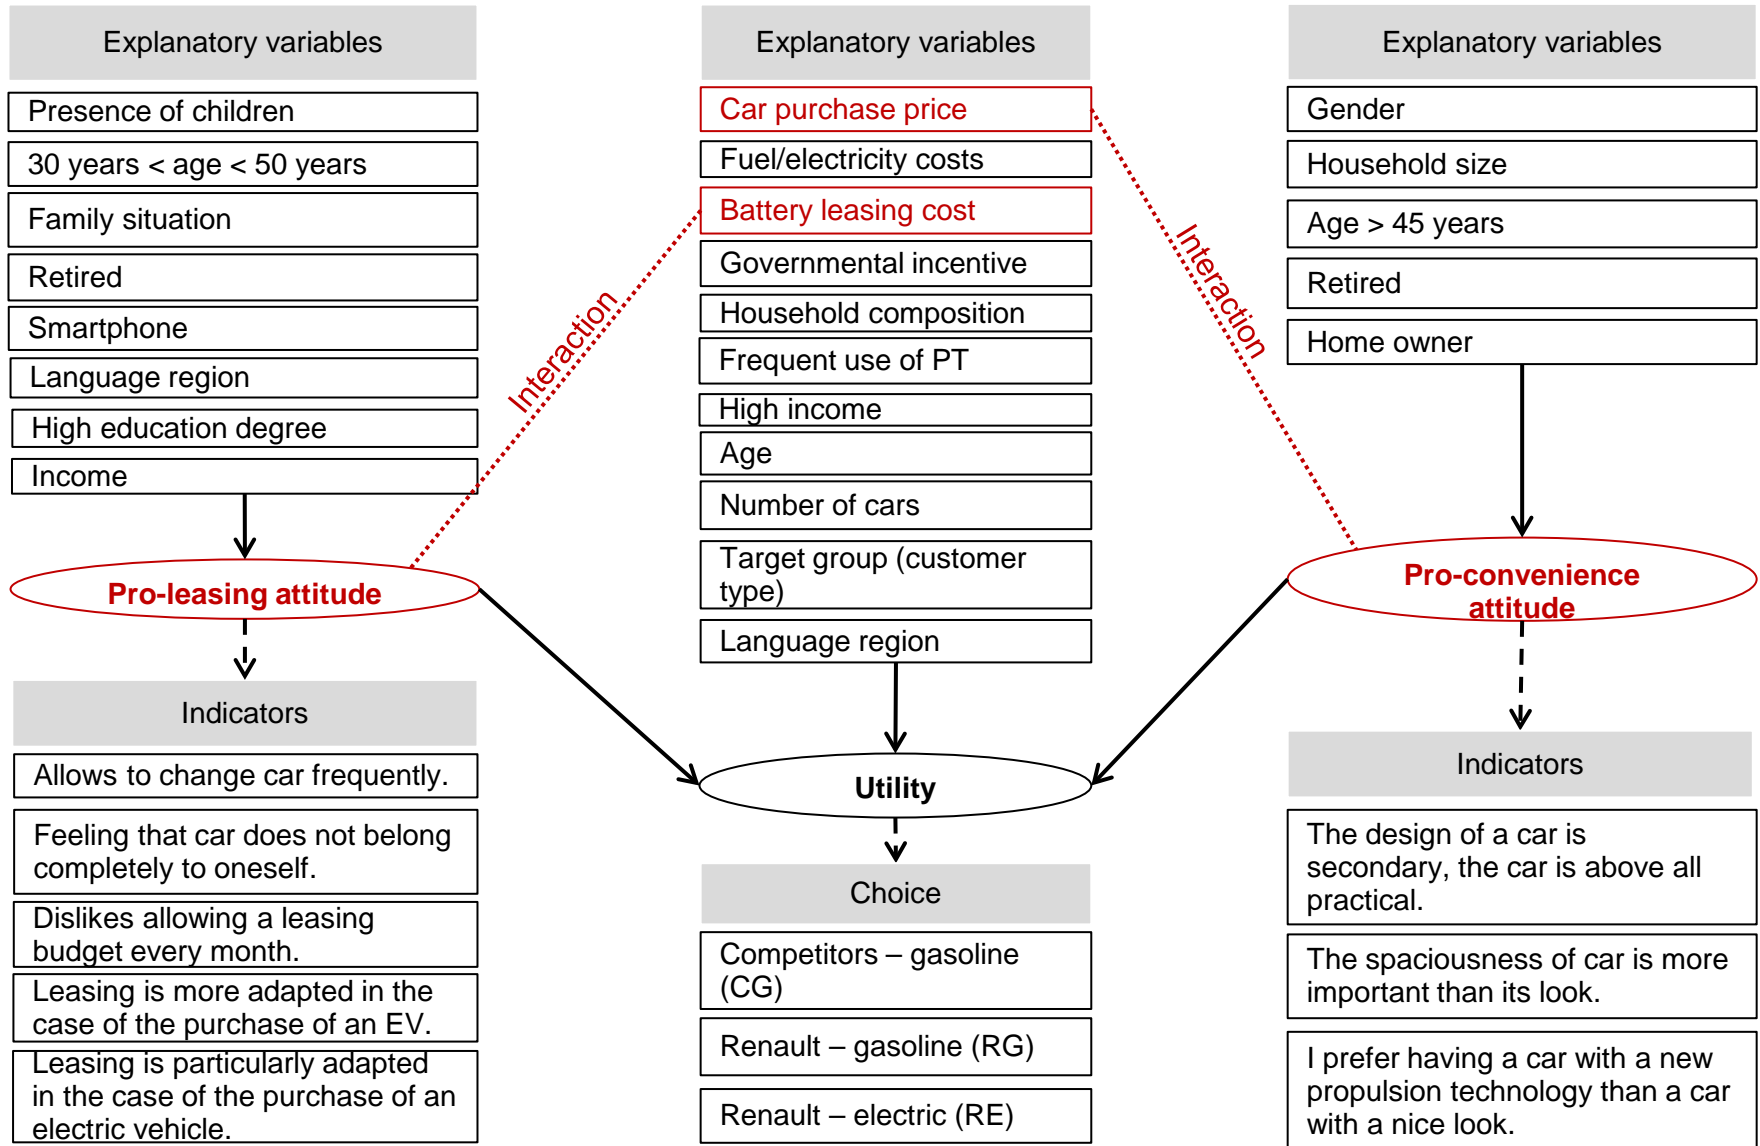 Explanatory variables
Presence of children
30 years < age < 50 years
Family situation
Retired
Smartphone
Language region
High education degree
Income
Pro-leasing attitude
Indicators
Allows to change car frequently.
Feeling that car does not belong
completely to oneself.
Dislikes allowing a leasing
budget every month.
Leasing is more adapted in the
case of the purchase of an EV.
Leasing is particularly adapted
in the case of the purchase of an
electric vehicle.
Interaction
Explanatory variables
Car purchase price
Fuel/electricity costs
Battery leasing cost
Governmental incentive
Household composition
Frequent use of PT
High income
Age
Number of cars
Target group (customer
type)
Language region
Utility
Choice
Competitors – gasoline
(CG)
Renault – gasoline (RG)
Renault – electric (RE)
Interaction
Explanatory variables
Gender
Household size
Age > 45 years
Retired
Home owner
Pro-convenience
attitude
Indicators
The design of a car is
secondary, the car is above all
practical.
The spaciousness of car is more
important than its look.
I prefer having a car with a new
propulsion technology than a car
with a nice look.